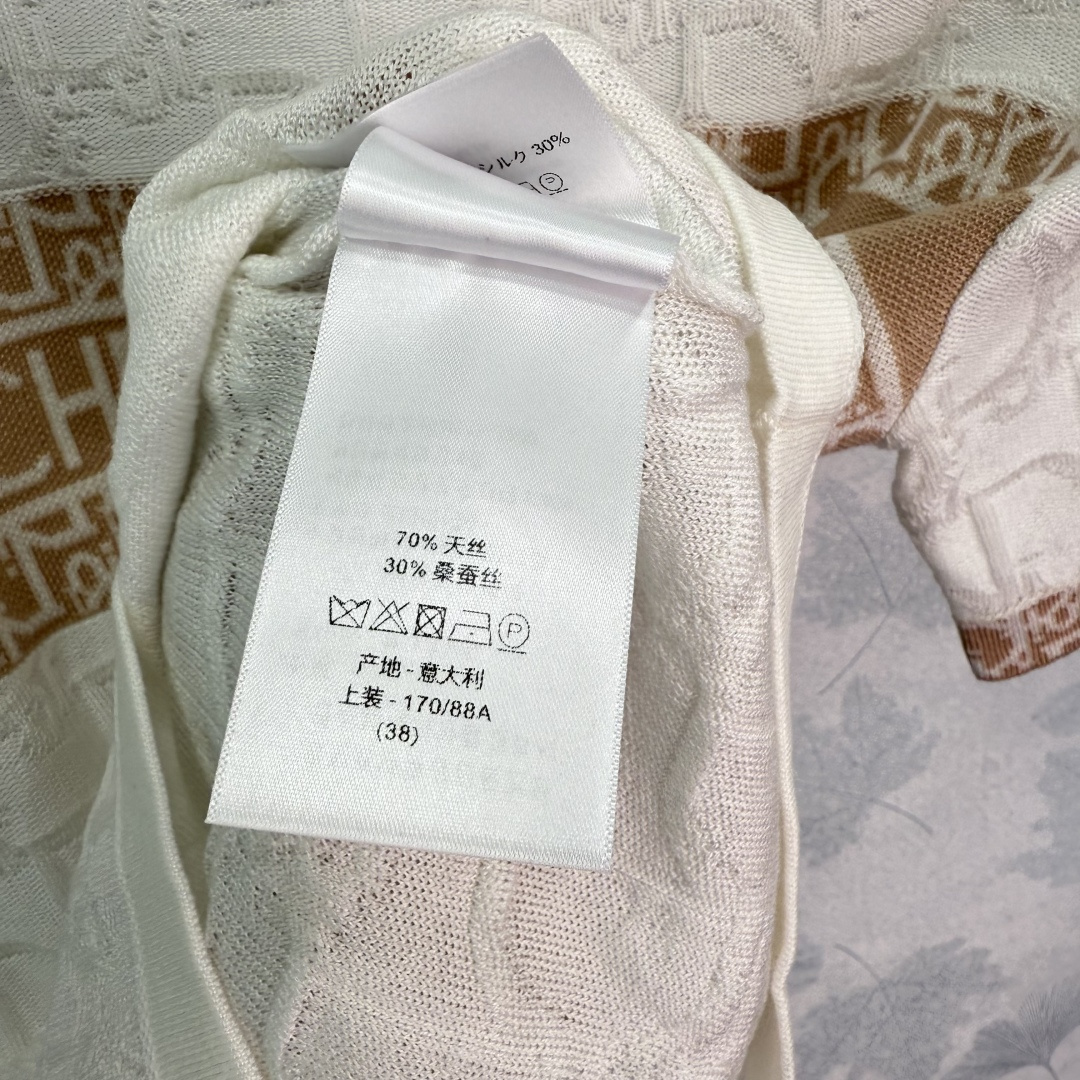 シルク 30%
70% 天丝
30% 桑蚕丝
P
产地 - 意大利
上装 - 170/88A
(38)
CH